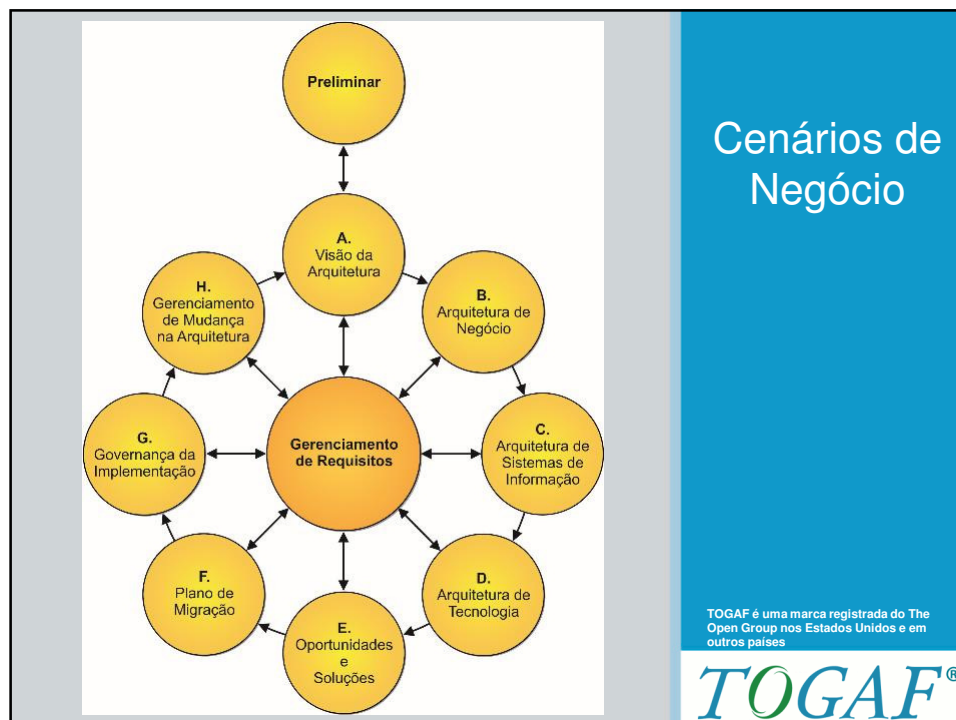 Preliminar
A.
Visão da
Arquitetura
B.
Arquitetura de
Negócio
C.
Arquitetura de
Sistemas de
Informação
D.
Arquitetura de
Tecnologia
E.
Oportunidades
e
Soluções
F.
Plano de
Migração
G.
Governança da
Implementação
H.
Gerenciamento
de Mudança
na Arquitetura
Gerenciamento
de Requisitos
Cenários de
Negócio
TOGAF é uma marca registrada do The
Open Group nos Estados Unidos e em
outros países
TOGAF®